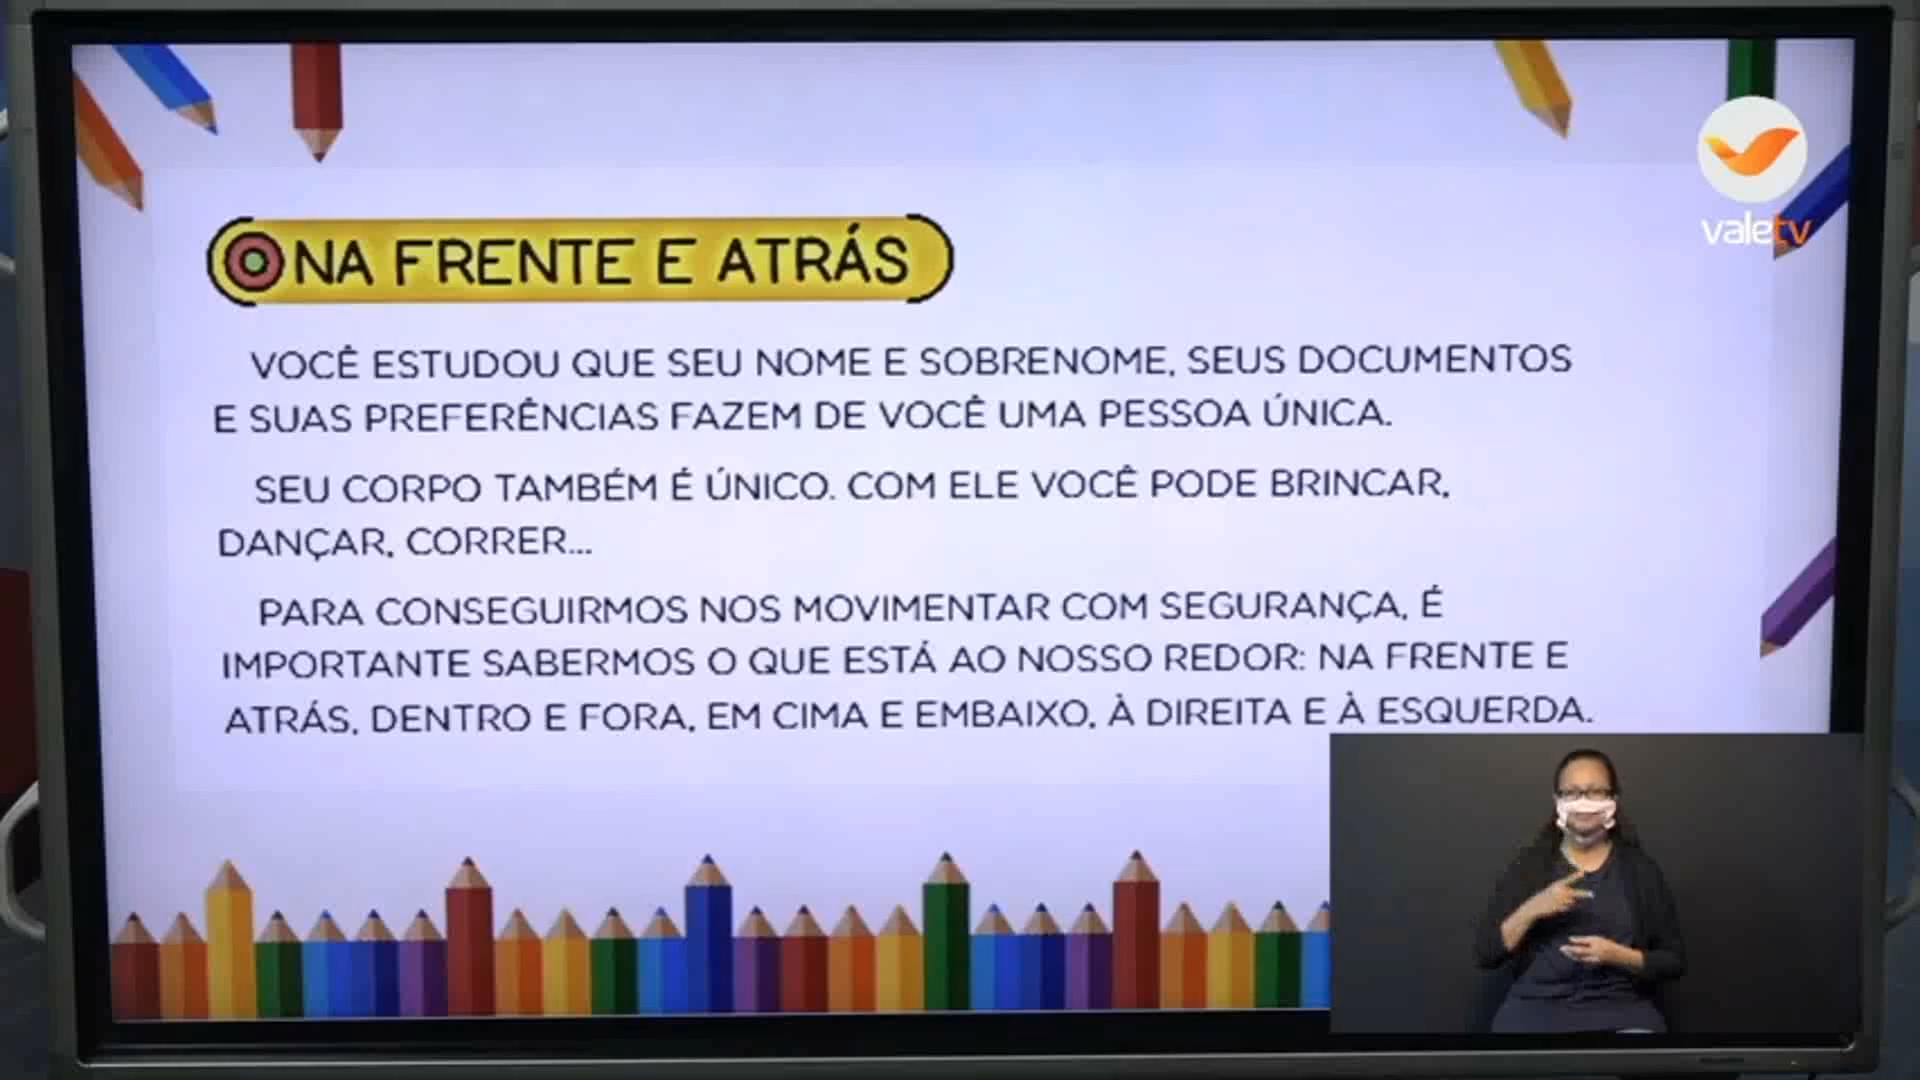 NA FRENTE E ATRÁS
valetv
VOCÊ ESTUDOU QUE SEU NOME E SOBRENOME, SEUS DOCUMENTOS
E SUAS PREFERÊNCIAS FAZEM DE VOCÊ UMA PESSOA ÚNICA.
SEU CORPO TAMBÉM É ÚNICO. COM ELE VOCÊ PODE BRINCAR,
DANÇAR, CORRER...
PARA CONSEGUIRMOS NOS MOVIMENTAR COM SEGURANÇA, É
IMPORTANTE SABERMOS O QUE ESTÁ AO NOSSO REDOR: NA FRENTE E
ATRÁS, DENTRO E FORA, EM CIMA E EMBAIXO, À DIREITA E À ESQUERDA.